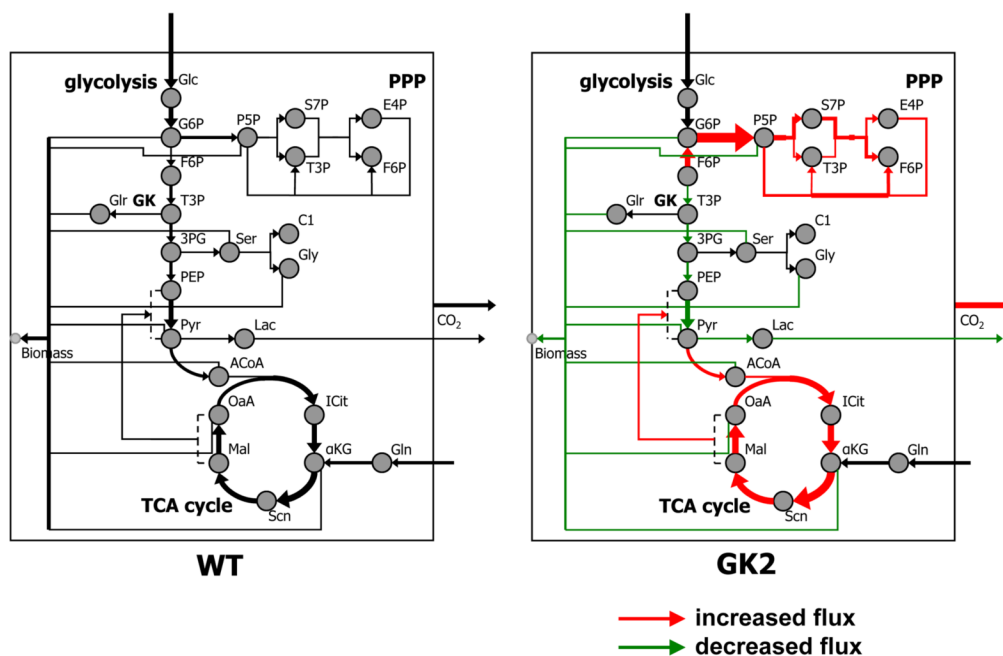 glycolysis
Glc
PPP
G6P
P5P
S7P
E4P
F6P
T3P
F6P
Glr
GK
T3P
C1
3PG
Ser
Gly
PEP
CO2
Pyr
Lac
Biomass
ACoA
OaA
ICit
Mal
αKG
Gln
TCA cycle
Scn
WT
glycolysis
Glc
PPP
G6P
P5P
S7P
E4P
F6P
T3P
F6P
Glr
GK
T3P
C1
3PG
Ser
Gly
PEP
CO2
Pyr
Lac
Biomass
ACoA
OaA
ICit
Mal
αKG
Gln
TCA cycle
Scn
GK2
increased flux
decreased flux